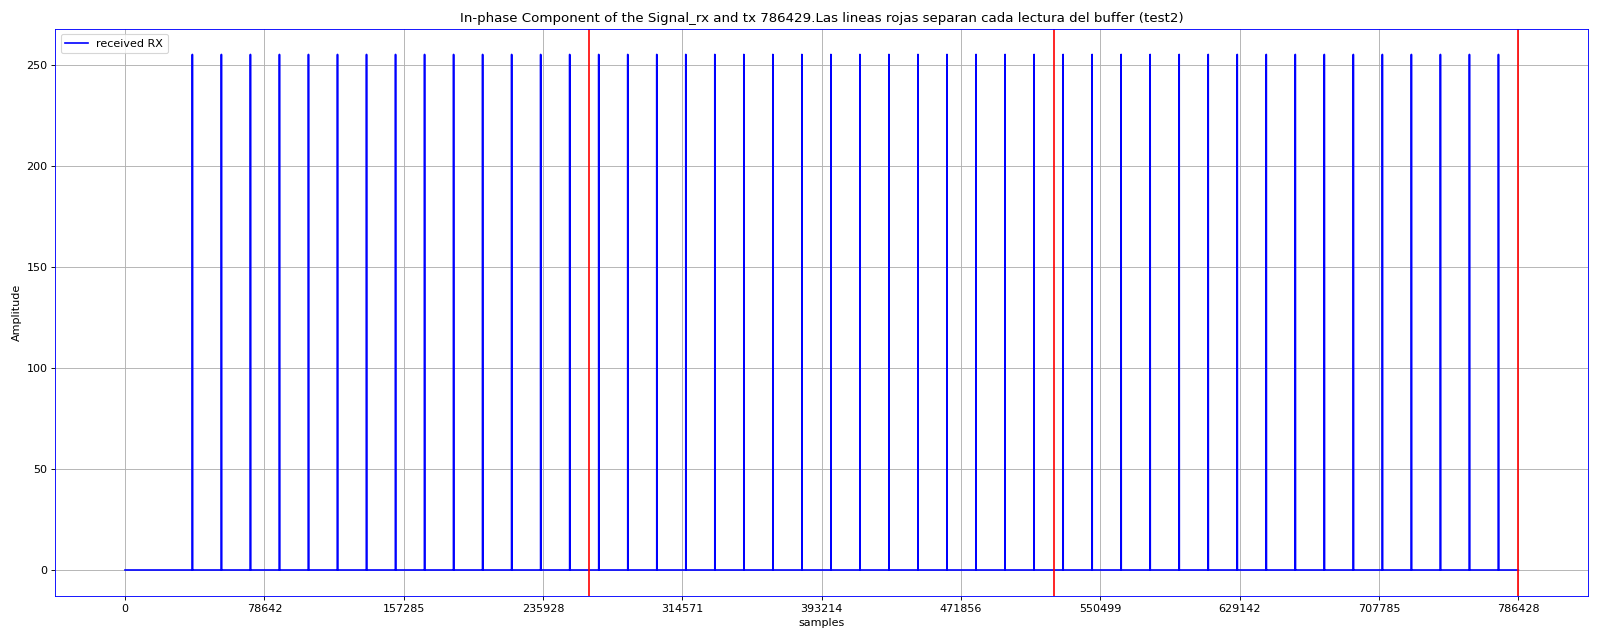 In-phase Component of the Signal_rx and tx 786429.Las lineas rojas separan cada lectura del buffer (test2)
received RX
250
200
150
100
50
0
Amplitude
0 78642 157285 235928 314571 393214 471856 550499 629142 707785 786428
samples